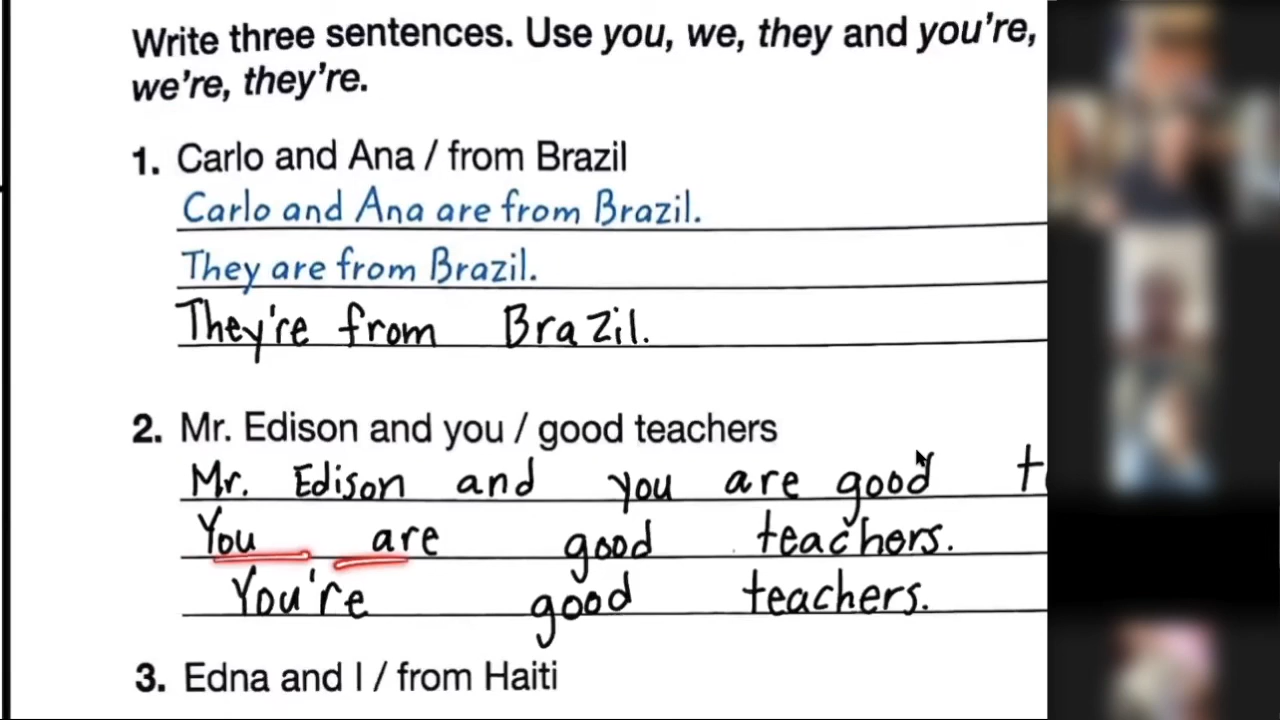 Write three sentences. Use you, we, they and you're,
we're, they're.
1. Carlo and Ana / from Brazil
Carlo and Ana are from Brazil.
They are from Brazil.
They're from Brazil.
2. Mr. Edison and you / good teachers
Mr. Edison and you are good
You are good teachers.
You're good teachers.
3. Edna and I / from Haiti